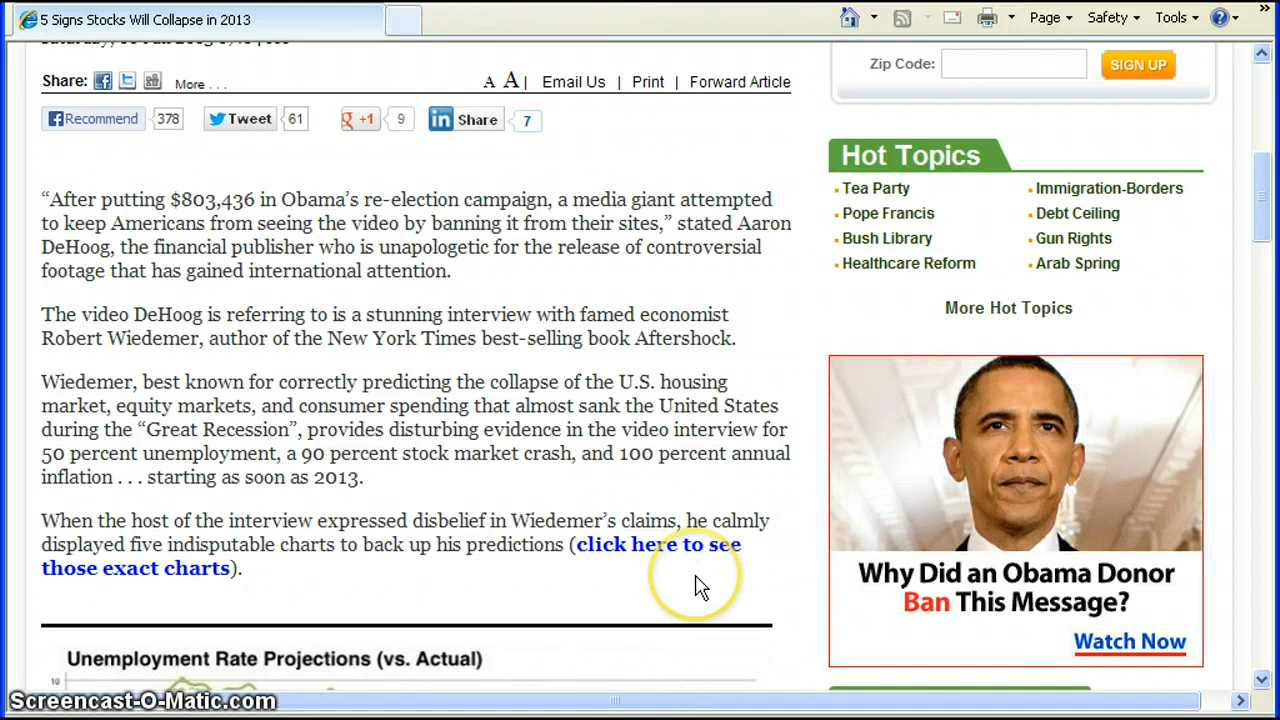 5 Signs Stocks Will Collapse in 2013
Page
Safety
Tools
»
Share:
More . . .
A A | Email Us | Print | Forward Article
Recommend 378
Tweet 61
+1 9
in Share 7
Zip Code:
SIGN UP
“After putting $803,436 in Obama’s re-election campaign, a media giant attempted
to keep Americans from seeing the video by banning it from their sites,” stated Aaron
DeHoog, the financial publisher who is unapologetic for the release of controversial
footage that has gained international attention.
The video DeHoog is referring to is a stunning interview with famed economist
Robert Wiedemer, author of the New York Times best-selling book Aftershock.
Wiedemer, best known for correctly predicting the collapse of the U.S. housing
market, equity markets, and consumer spending that almost sank the United States
during the “Great Recession”, provides disturbing evidence in the video interview for
50 percent unemployment, a 90 percent stock market crash, and 100 percent annual
inflation . . . starting as soon as 2013.
When the host of the interview expressed disbelief in Wiedemer’s claims, he calmly
displayed five indisputable charts to back up his predictions (click here to see
those exact charts).
Unemployment Rate Projections (vs. Actual)
10
Hot Topics
Tea Party
Pope Francis
Bush Library
Healthcare Reform
Immigration-Borders
Debt Ceiling
Gun Rights
Arab Spring
More Hot Topics
Why Did an Obama Donor
Ban This Message?
Watch Now
Screencast-O-Matic.com